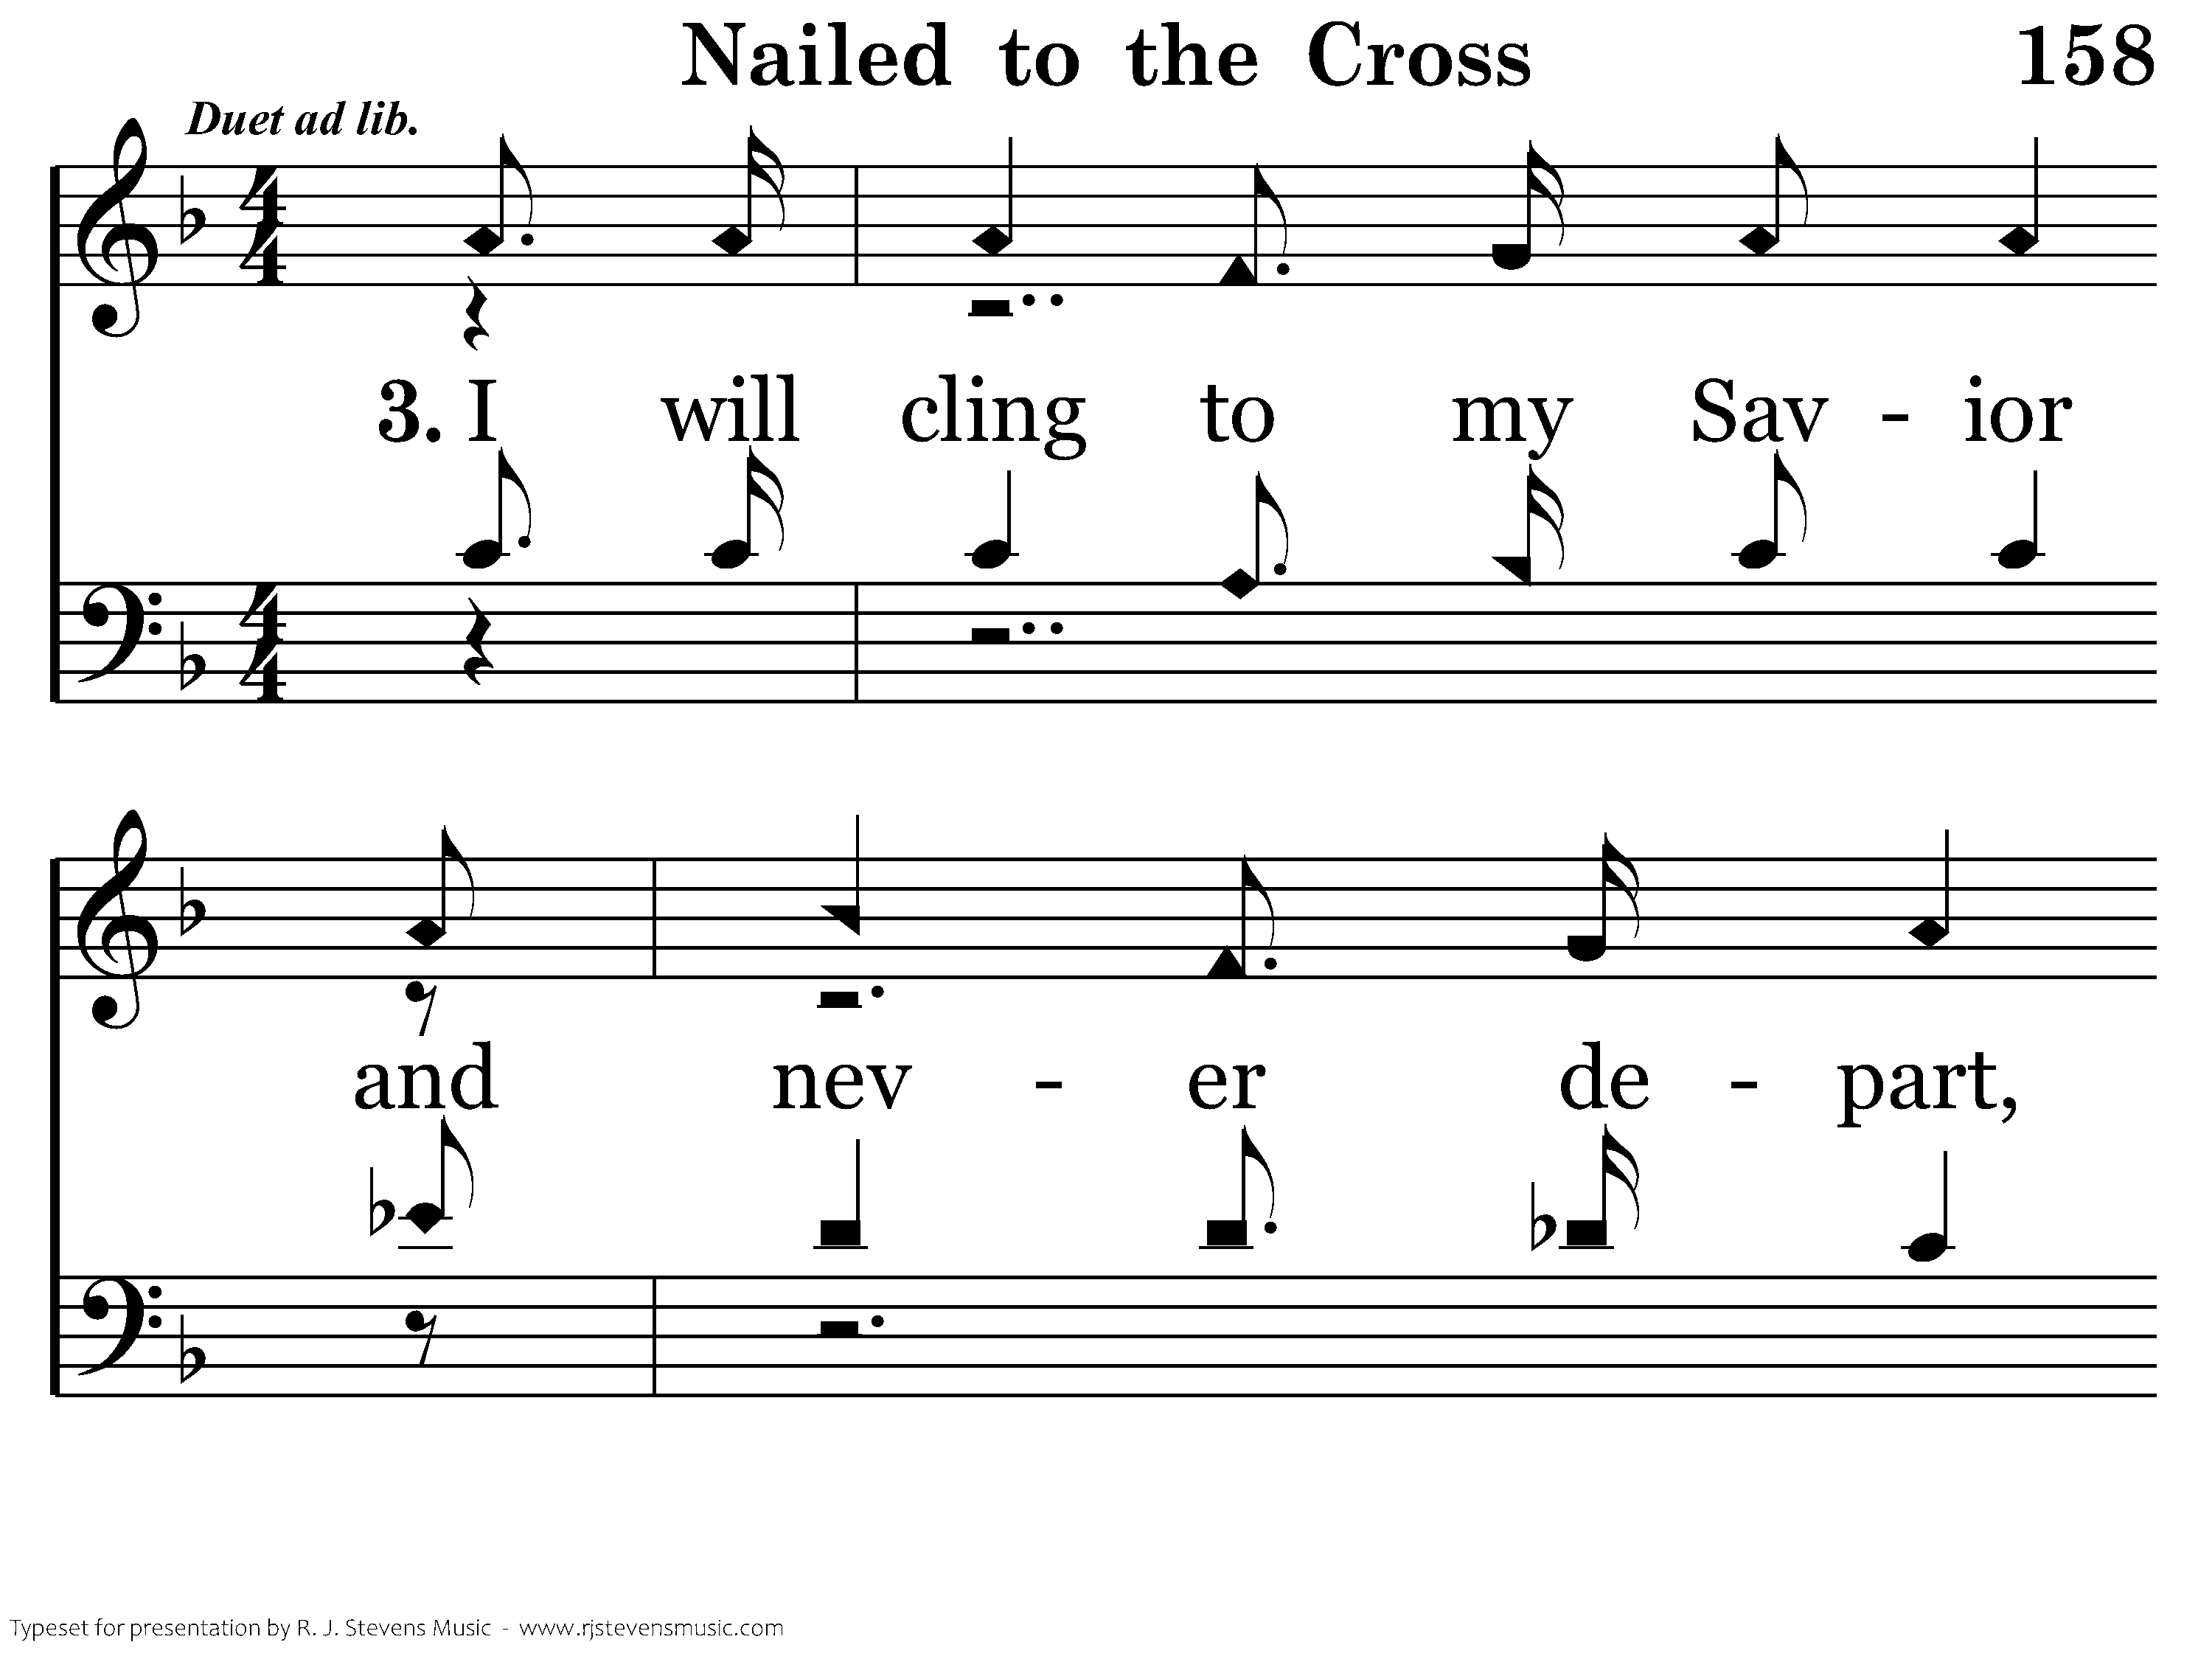 Nailed to the Cross 158
Duet ad lib.
3. I will cling to my Sav - ior
and nev - er de - part,
Typeset for presentation by R. J. Stevens Music - www.rjstevensmusic.com